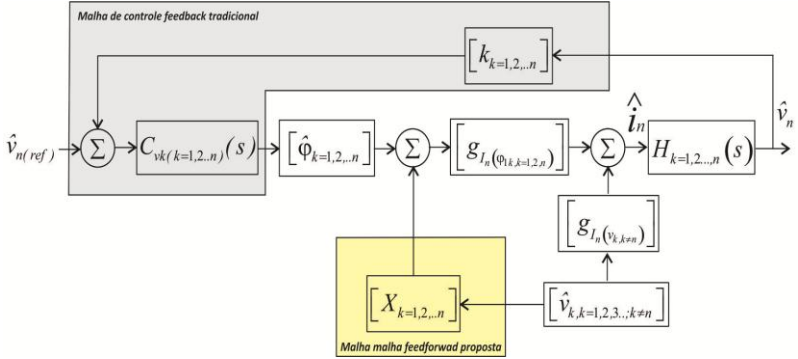 Malha de controle feedback tradicional
[k_{k=1,2,..n}]
v̂_{n(ref)}
Σ
C_{vk(k=1,2..n)}(s)
[φ̂_{k=1,2,..n}]
Σ
[g_{I_n(φ_{1k,k=1,2,n})}]
Σ
î_n
H_{k=1,2...,n}(s)
v̂_n
[g_{I_n(v_{k,k≠n})}]
[X_{k=1,2,..n}]
[v̂_{k,k=1,2,3..;k≠n}]
Malha malha feedforwad proposta